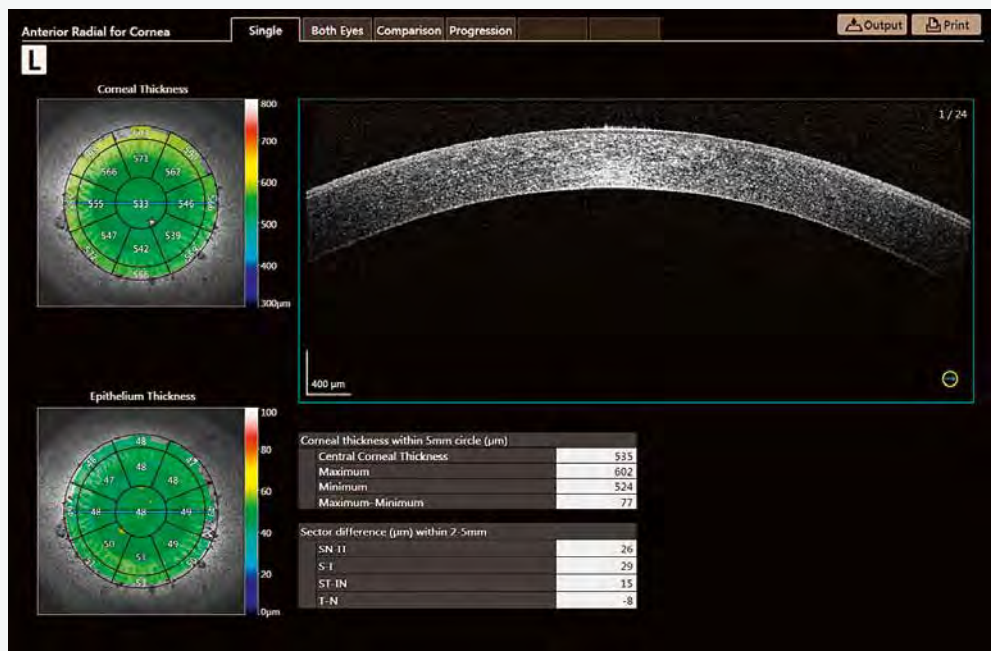 Anterior Radial for Cornea
Single
Both Eyes
Comparison
Progression
Output
Print
L
Corneal Thickness
800
700
600
500
400
300μm
571
566
562
555
533
546
547
539
542
556
1 / 24
400 μm
Epithelium Thickness
100
80
60
40
20
0μm
48
48
47
48
48
48
49
50
49
51
Corneal thickness within 5mm circle (μm)
Central Corneal Thickness 535
Maximum 602
Minimum 524
Maximum-Minimum 77
Sector difference (μm) within 2-5mm
SN-IT 26
S-I 29
ST-IN 15
T-N -8